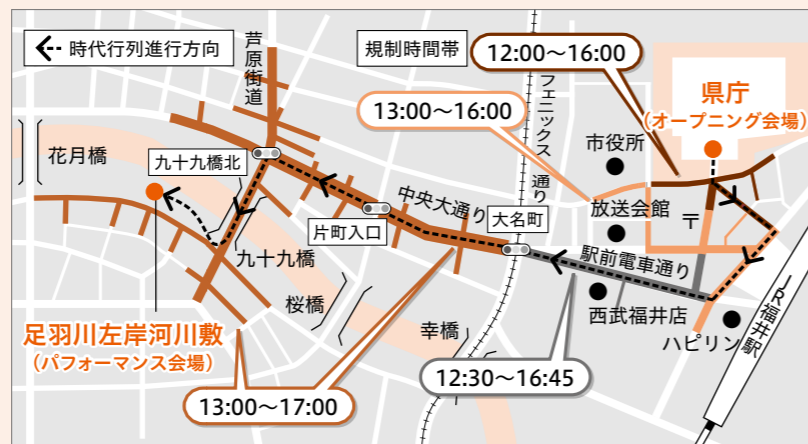 時代行列進行方向
芦原街道
規制時間帯
12:00〜16:00
フェニックス通り
13:00〜16:00
県庁
(オープニング会場)
市役所
花月橋
九十九橋北
中央大通り
大名町
放送会館
〒
片町入口
駅前電車通り
九十九橋
桜橋
幸橋
西武福井店
ハピリン
JR福井駅
足羽川左岸河川敷
(パフォーマンス会場)
13:00〜17:00
12:30〜16:45